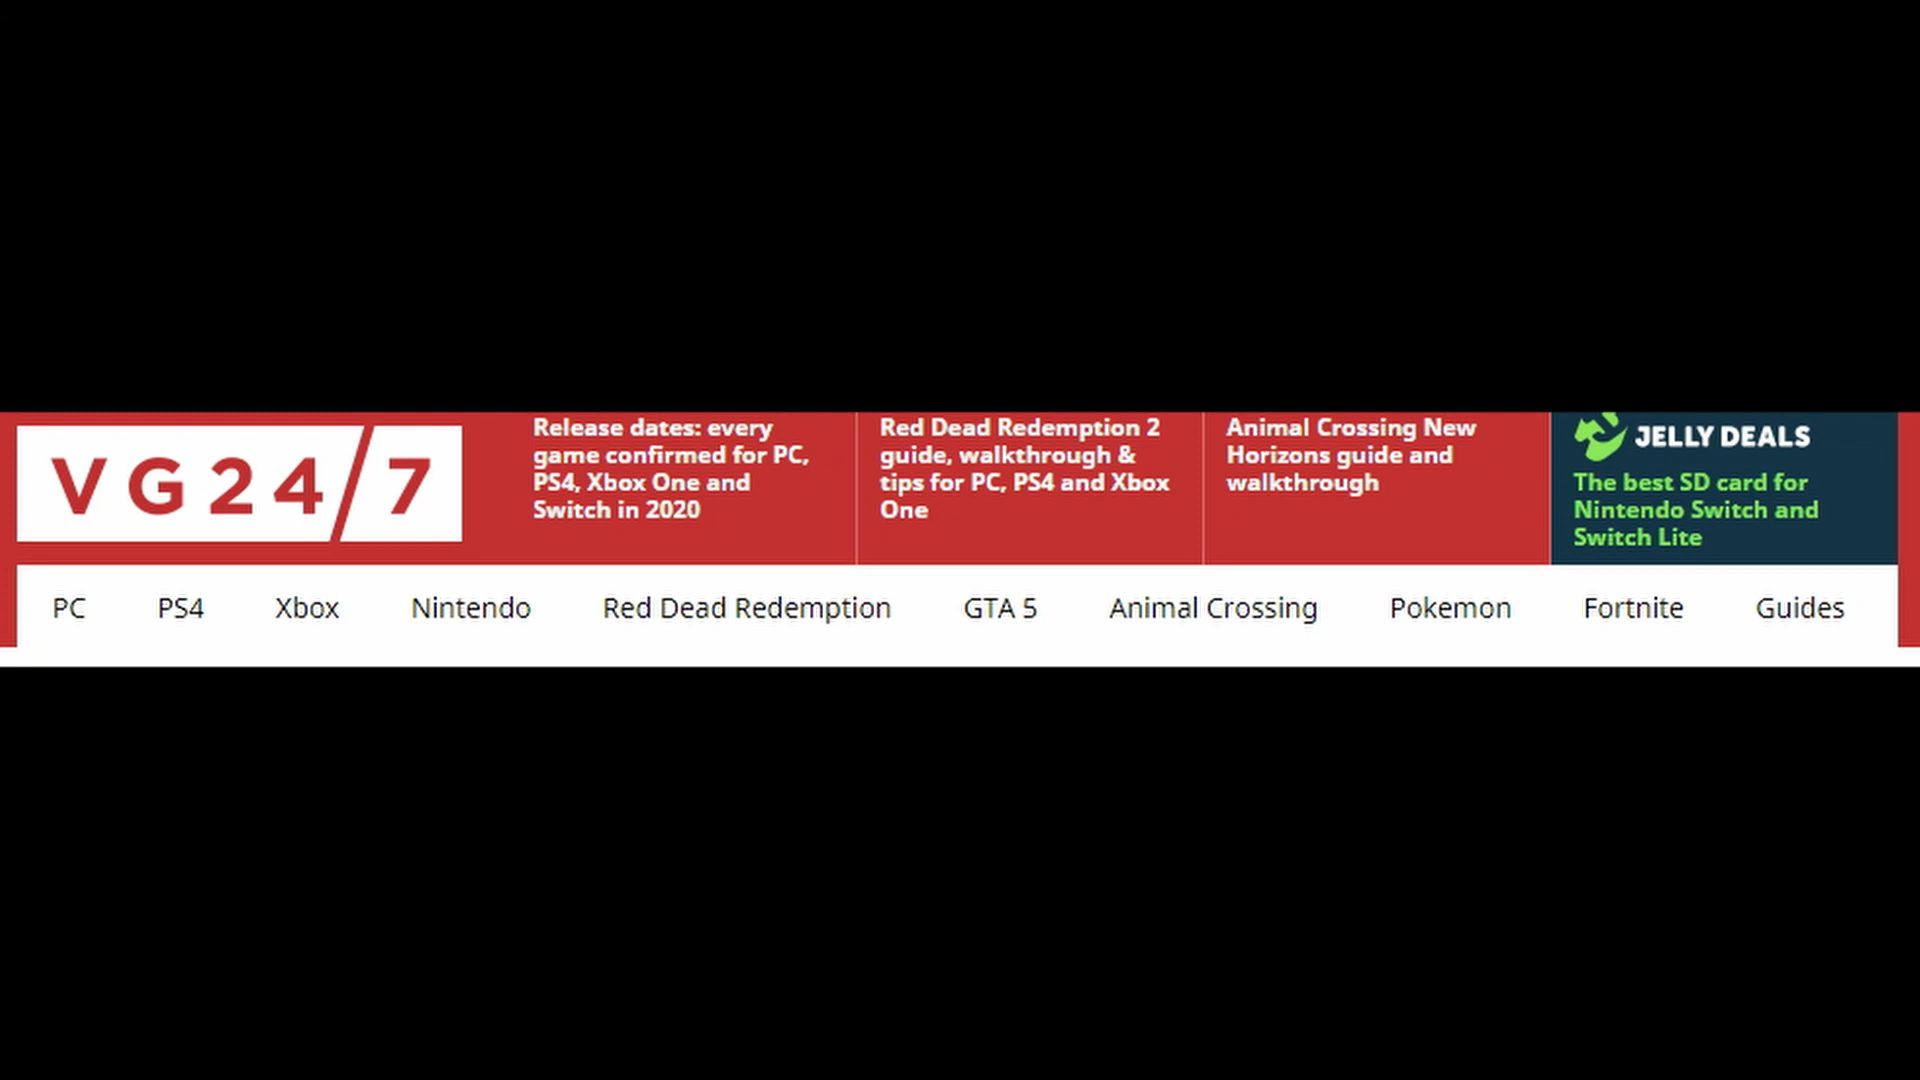 VG24/7
Release dates: every
game confirmed for PC,
PS4, Xbox One and
Switch in 2020
Red Dead Redemption 2
guide, walkthrough &
tips for PC, PS4 and Xbox
One
Animal Crossing New
Horizons guide and
walkthrough
JELLY DEALS
The best SD card for
Nintendo Switch and
Switch Lite
PC PS4 Xbox Nintendo Red Dead Redemption GTA 5 Animal Crossing Pokemon Fortnite Guides